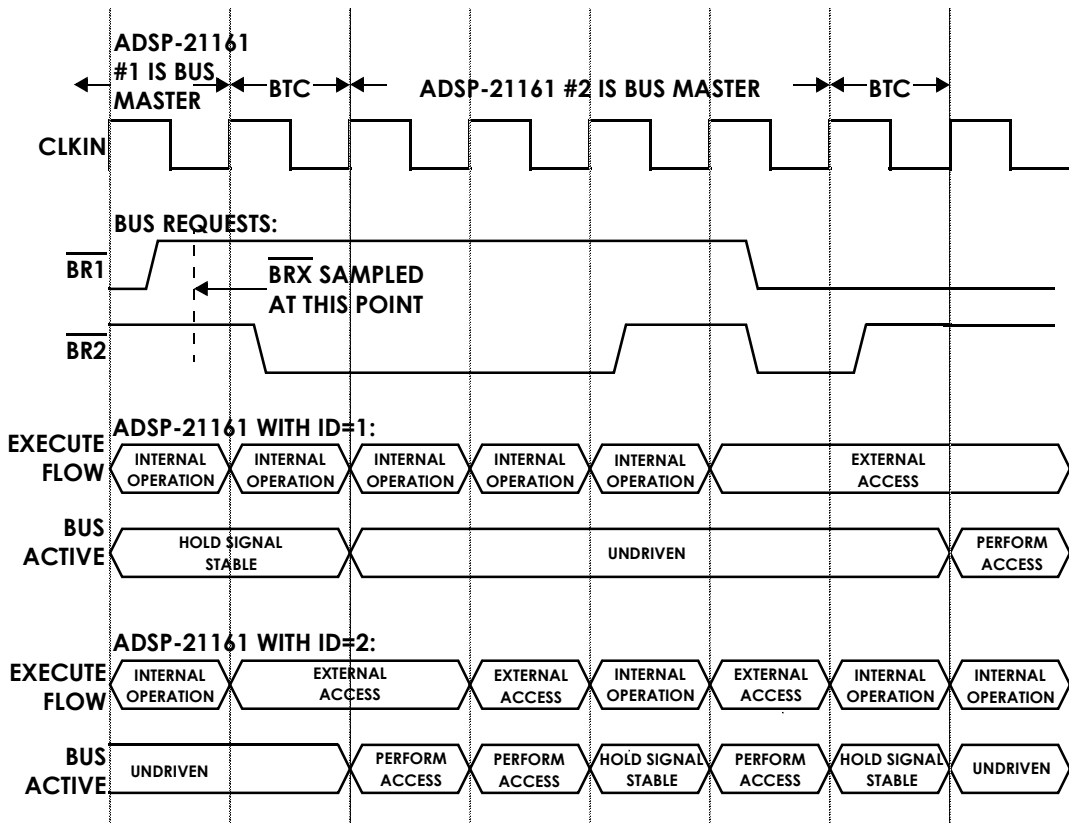 ADSP-21161
#1 IS BUS
MASTER
BTC
ADSP-21161 #2 IS BUS MASTER
BTC
CLKIN
BUS REQUESTS:
BR1
BRX SAMPLED
AT THIS POINT
BR2
ADSP-21161 WITH ID=1:
EXECUTE
FLOW
INTERNAL
OPERATION
INTERNAL
OPERATION
INTERNAL
OPERATION
INTERNAL
OPERATION
INTERNAL
OPERATION
EXTERNAL
ACCESS
BUS
ACTIVE
HOLD SIGNAL
STABLE
UNDRIVEN
PERFORM
ACCESS
ADSP-21161 WITH ID=2:
EXECUTE
FLOW
INTERNAL
OPERATION
EXTERNAL
ACCESS
EXTERNAL
ACCESS
INTERNAL
OPERATION
EXTERNAL
ACCESS
INTERNAL
OPERATION
INTERNAL
OPERATION
BUS
ACTIVE
UNDRIVEN
PERFORM
ACCESS
PERFORM
ACCESS
HOLD SIGNAL
STABLE
PERFORM
ACCESS
HOLD SIGNAL
STABLE
UNDRIVEN